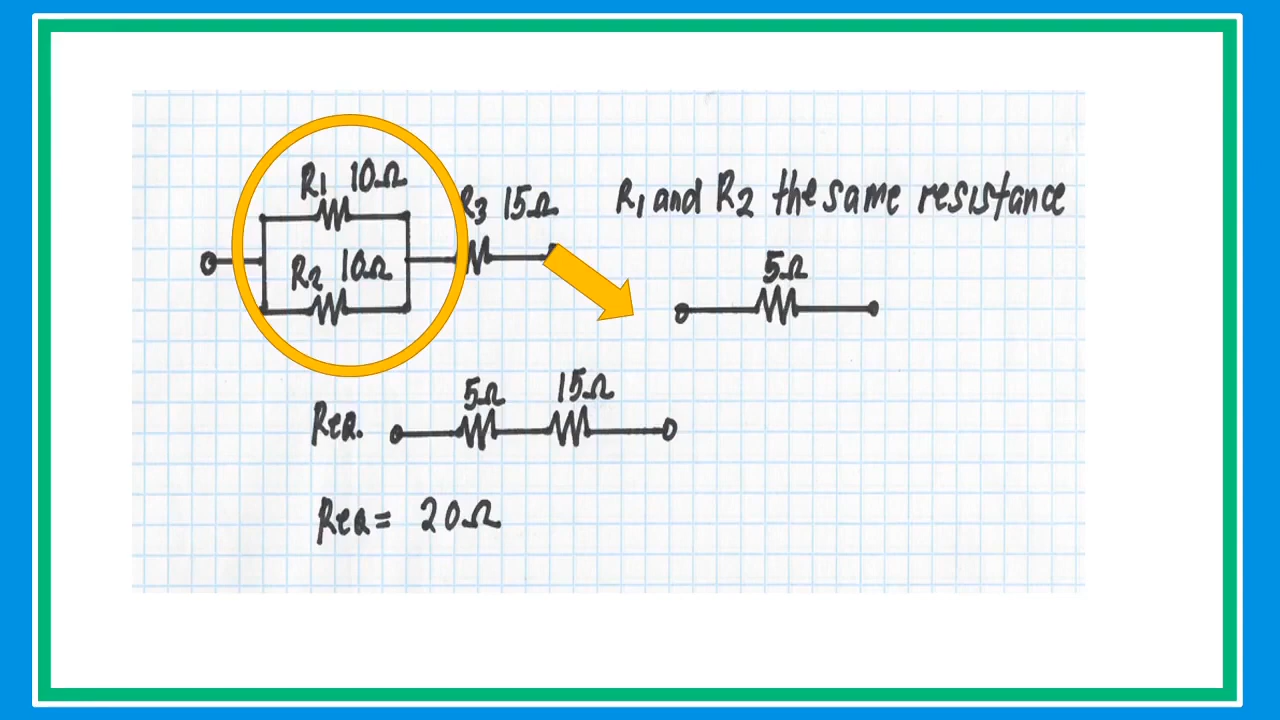 R1 10Ω
R3 15Ω
R1 and R2 the same resistance
R2 10Ω
5Ω
5Ω 15Ω
Req.
Req = 20Ω